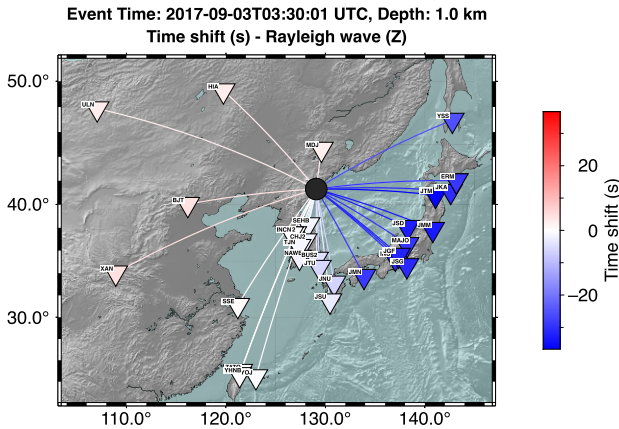 Event Time: 2017-09-03T03:30:01 UTC, Depth: 1.0 km
Time shift (s) - Rayleigh wave (Z)
50.0°
40.0°
30.0°
110.0°
120.0°
130.0°
140.0°
ULN
HIA
YSS
MDJ
BJT
ERM
JKA
JTM
SEHB
INCN
CHJ2
TJN
NAWB
BUS2
JTU
JSD
JMM
MAJO
JGF
JSG
JMN
JNU
JSU
XAN
SSE
YHNB
YOJ
20
0
−20
Time shift (s)